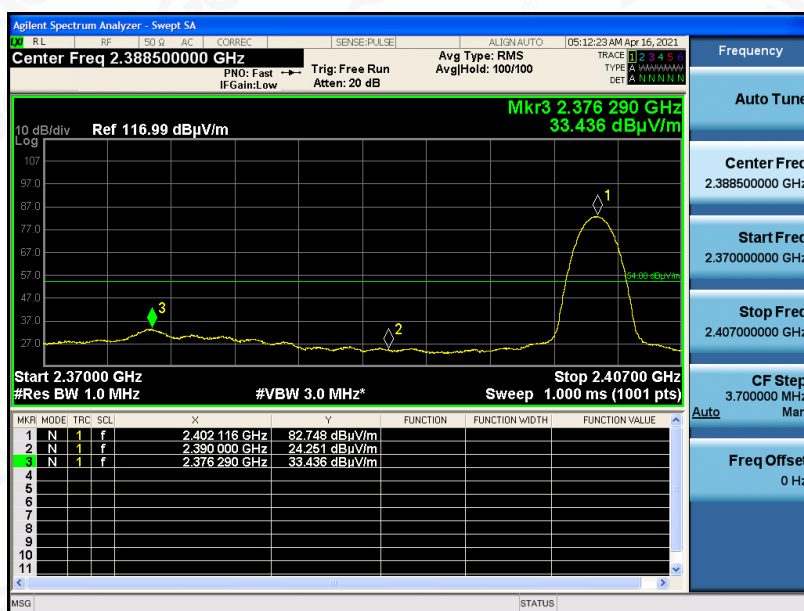 Agilent Spectrum Analyzer - Swept SA
LXI RL RF 50 Ω AC CORREC SENSE:PULSE ALIGN AUTO 05:12:23 AM Apr 16, 2021
Center Freq 2.388500000 GHz
PNO: Fast
IFGain:Low
Trig: Free Run
Atten: 20 dB
Avg Type: RMS
Avg|Hold: 100/100
TRACE 1 2 3 4 5 6
TYPE A WWWWW
DET A N N N N N
Mkr3 2.376 290 GHz
33.436 dBµV/m
10 dB/div Ref 116.99 dBµV/m
Log
107
97.0
87.0
77.0
67.0
57.0
47.0
37.0
27.0
1
2
3
54.00 dBµV/m
Start 2.37000 GHz Stop 2.40700 GHz
#Res BW 1.0 MHz #VBW 3.0 MHz* Sweep 1.000 ms (1001 pts)
MKR MODE TRC SCL X Y FUNCTION FUNCTION WIDTH FUNCTION VALUE
1 N 1 f 2.402 116 GHz 82.748 dBµV/m
2 N 1 f 2.390 000 GHz 24.251 dBµV/m
3 N 1 f 2.376 290 GHz 33.436 dBµV/m
4
5
6
7
8
9
10
11
MSG STATUS
Frequency
Auto Tune
Center Freq
2.388500000 GHz
Start Freq
2.370000000 GHz
Stop Freq
2.407000000 GHz
CF Step
3.700000 MHz
Auto Man
Freq Offset
0 Hz